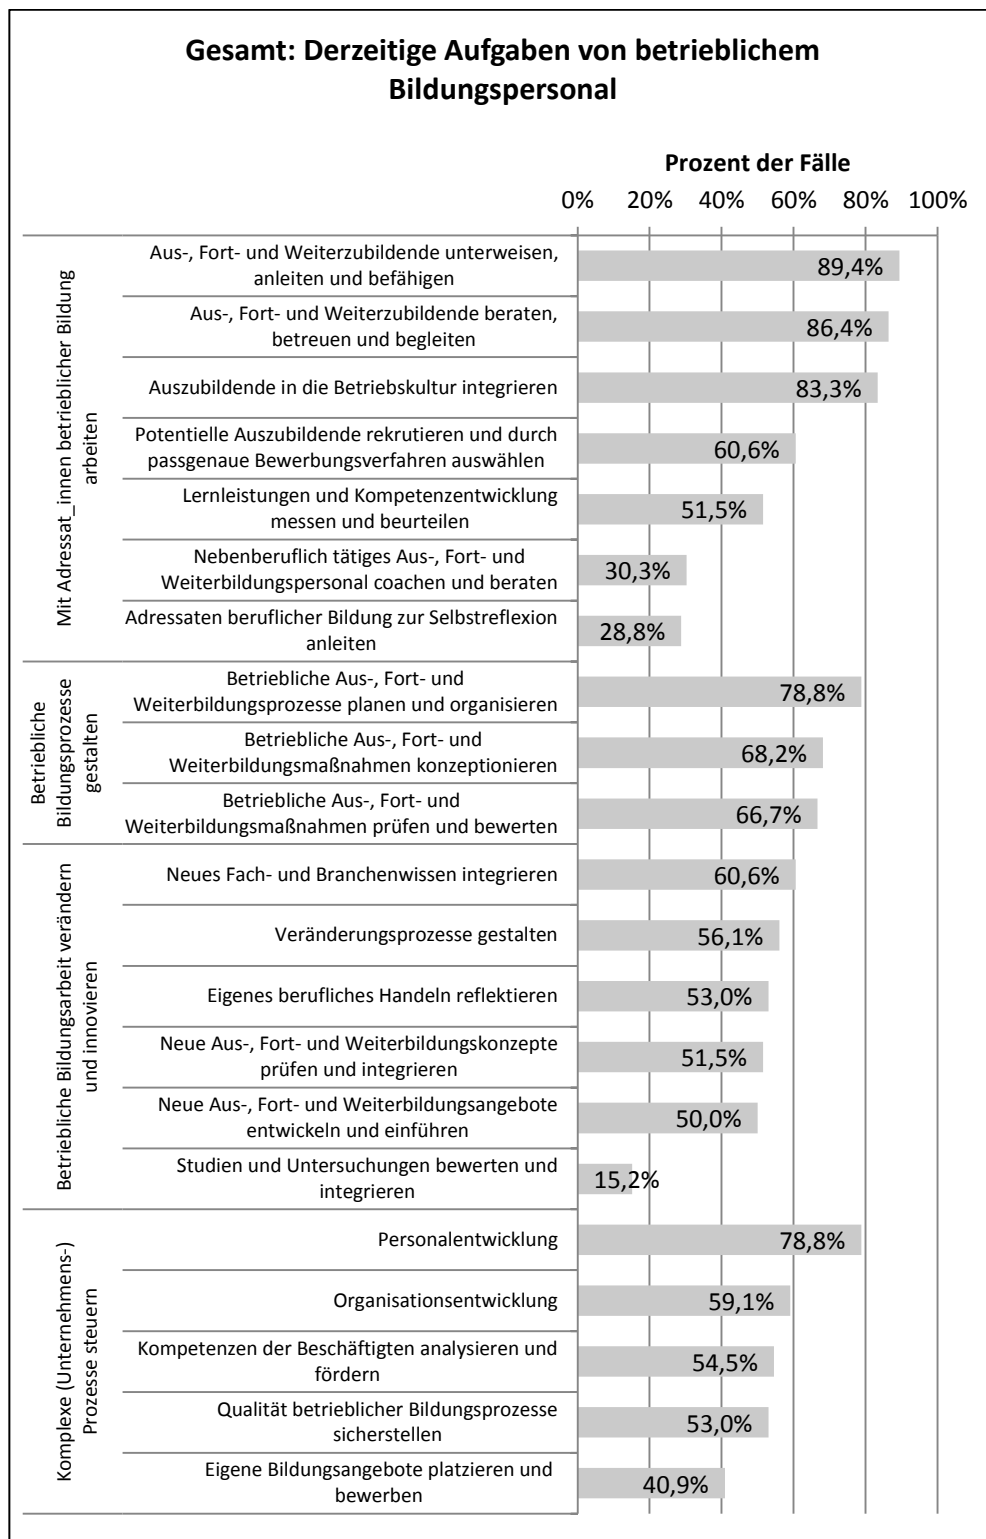 Gesamt: Derzeitige Aufgaben von betrieblichem
Bildungspersonal
Prozent der Fälle
0% 20% 40% 60% 80% 100%
Mit Adressat_innen betrieblicher Bildung
arbeiten
Aus-, Fort- und Weiterzubildende unterweisen,
anleiten und befähigen
89,4%
Aus-, Fort- und Weiterzubildende beraten,
betreuen und begleiten
86,4%
Auszubildende in die Betriebskultur integrieren
83,3%
Potentielle Auszubildende rekrutieren und durch
passgenaue Bewerbungsverfahren auswählen
60,6%
Lernleistungen und Kompetenzentwicklung
messen und beurteilen
51,5%
Nebenberuflich tätiges Aus-, Fort- und
Weiterbildungspersonal coachen und beraten
30,3%
Adressaten beruflicher Bildung zur Selbstreflexion
anleiten
28,8%
Betriebliche
Bildungsprozesse
gestalten
Betriebliche Aus-, Fort- und
Weiterbildungsprozesse planen und organisieren
78,8%
Betriebliche Aus-, Fort- und
Weiterbildungsmaßnahmen konzeptionieren
68,2%
Betriebliche Aus-, Fort- und
Weiterbildungsmaßnahmen prüfen und bewerten
66,7%
Betriebliche Bildungsarbeit verändern
und innovieren
Neues Fach- und Branchenwissen integrieren
60,6%
Veränderungsprozesse gestalten
56,1%
Eigenes berufliches Handeln reflektieren
53,0%
Neue Aus-, Fort- und Weiterbildungskonzepte
prüfen und integrieren
51,5%
Neue Aus-, Fort- und Weiterbildungsangebote
entwickeln und einführen
50,0%
Studien und Untersuchungen bewerten und
integrieren
15,2%
Komplexe (Unternehmens-)
Prozesse steuern
Personalentwicklung
78,8%
Organisationsentwicklung
59,1%
Kompetenzen der Beschäftigten analysieren und
fördern
54,5%
Qualität betrieblicher Bildungsprozesse
sicherstellen
53,0%
Eigene Bildungsangebote platzieren und
bewerben
40,9%